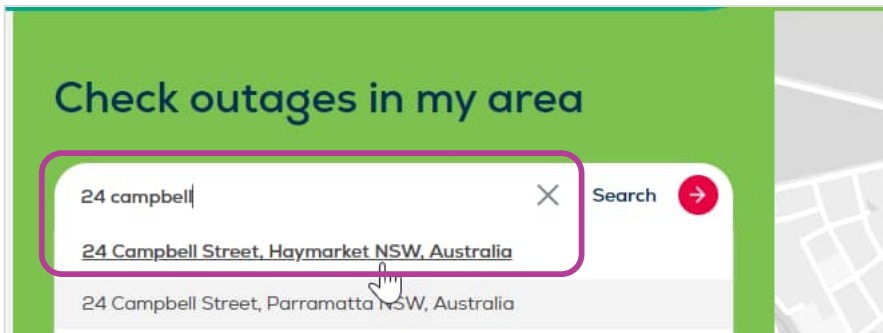 Check outages in my area
24 campbell Search
24 Campbell Street, Haymarket NSW, Australia
24 Campbell Street, Parramatta NSW, Australia